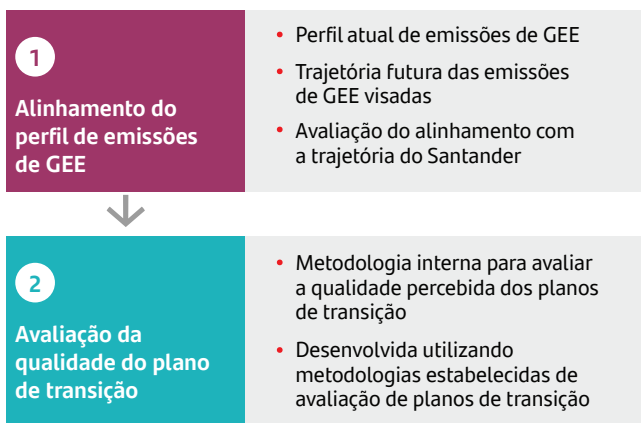 1
Alinhamento do
perfil de emissões
de GEE
• Perfil atual de emissões de GEE
• Trajetória futura das emissões
de GEE visadas
• Avaliação do alinhamento com
a trajetória do Santander
2
Avaliação da
qualidade do plano
de transição
• Metodologia interna para avaliar
a qualidade percebida dos planos
de transição
• Desenvolvida utilizando
metodologias estabelecidas de
avaliação de planos de transição